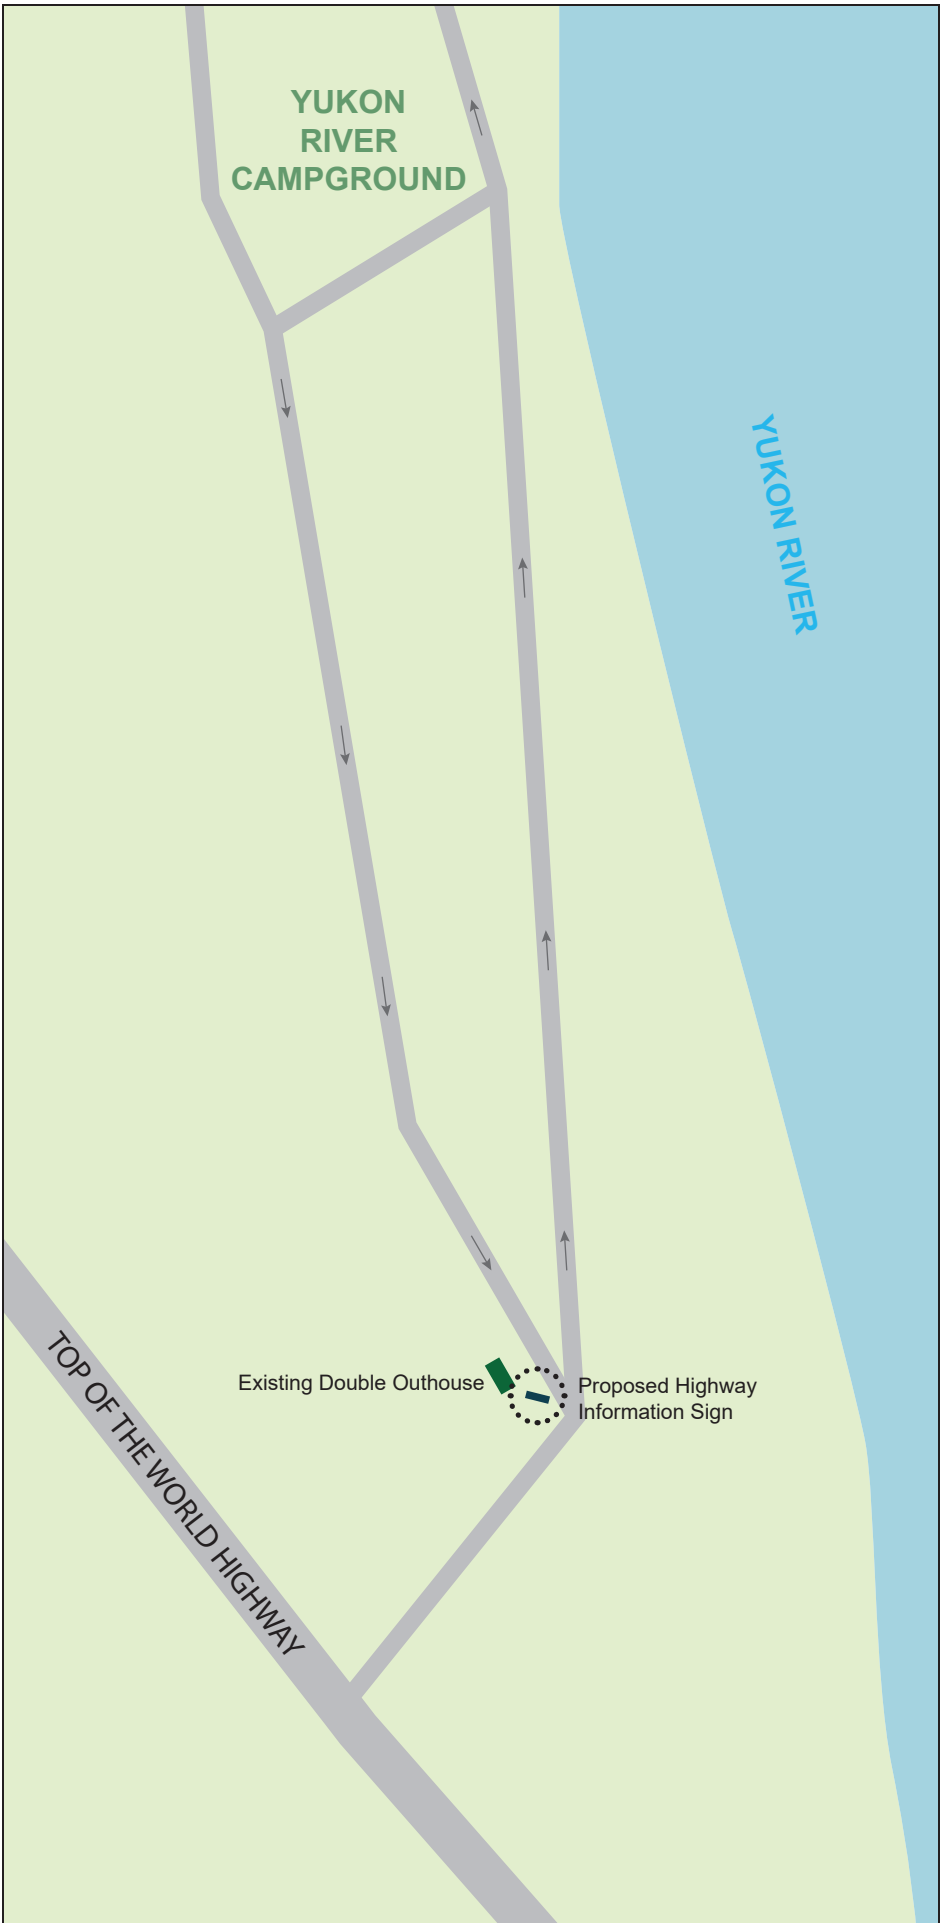 YUKON
RIVER
CAMPGROUND
YUKON RIVER
Existing Double Outhouse
Proposed Highway
Information Sign
TOP OF THE WORLD HIGHWAY